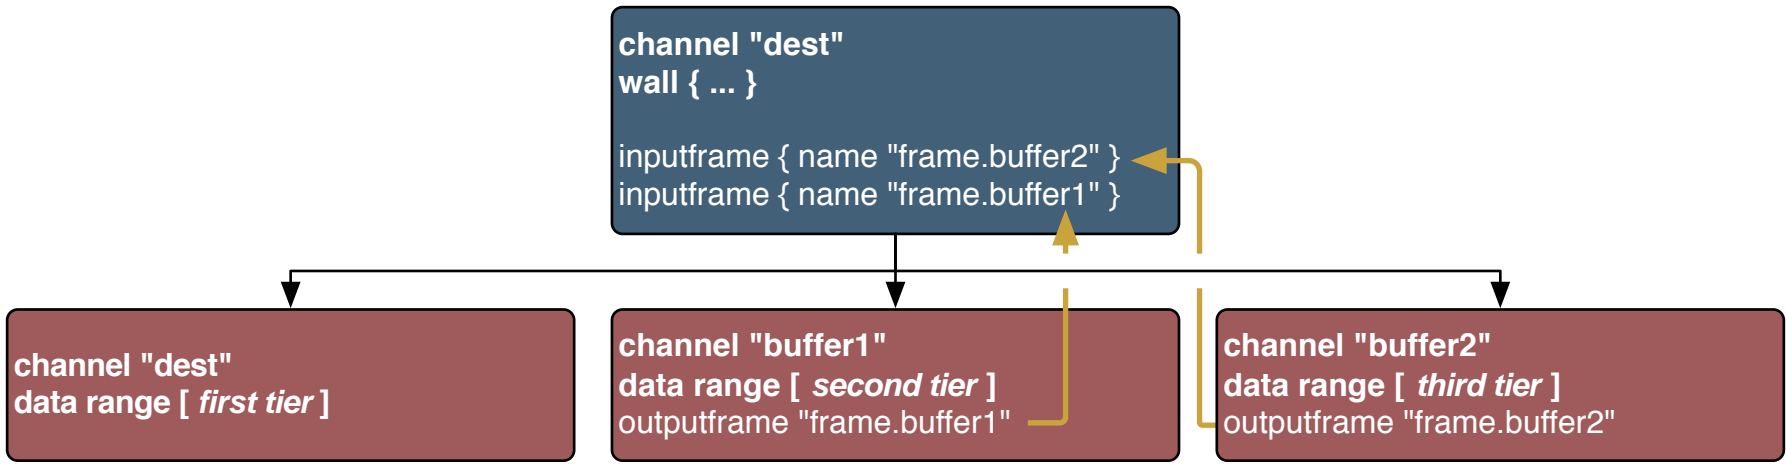 channel "dest"
wall { ... }
inputframe { name "frame.buffer2" }
inputframe { name "frame.buffer1" }
channel "dest"
data range [ first tier ]
channel "buffer1"
data range [ second tier ]
outputframe "frame.buffer1"
channel "buffer2"
data range [ third tier ]
outputframe "frame.buffer2"